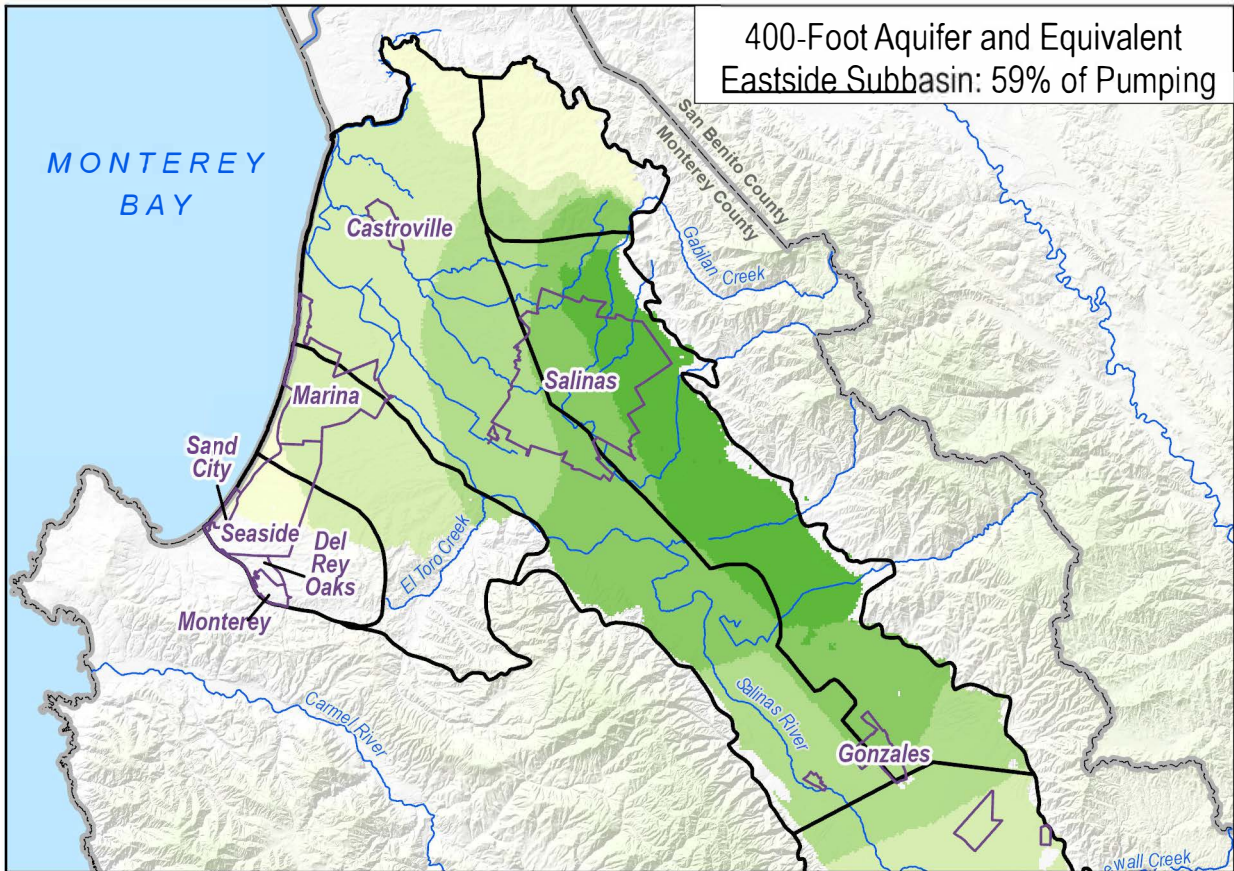 400-Foot Aquifer and Equivalent
Eastside Subbasin: 59% of Pumping
San Benito County
Monterey County
MONTEREY
BAY
Castroville
Gabilan Creek
Salinas
Marina
Sand
City
Seaside
Del
Rey
Oaks
El Toro Creek
Monterey
Carmel River
Salinas River
Gonzales
wall Creek